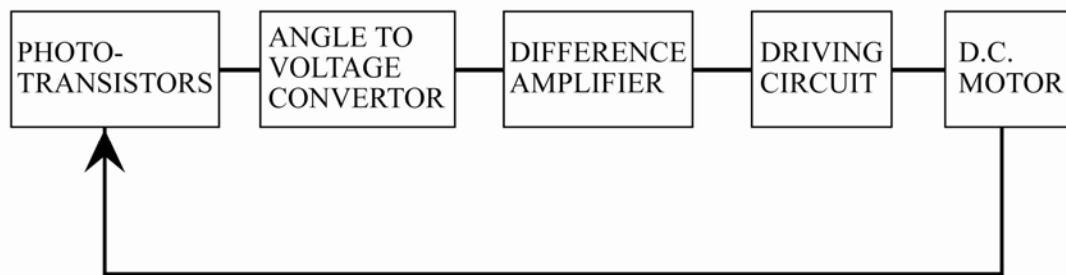 PHOTO-
TRANSISTORS
ANGLE TO
VOLTAGE
CONVERTOR
DIFFERENCE
AMPLIFIER
DRIVING
CIRCUIT
D.C.
MOTOR